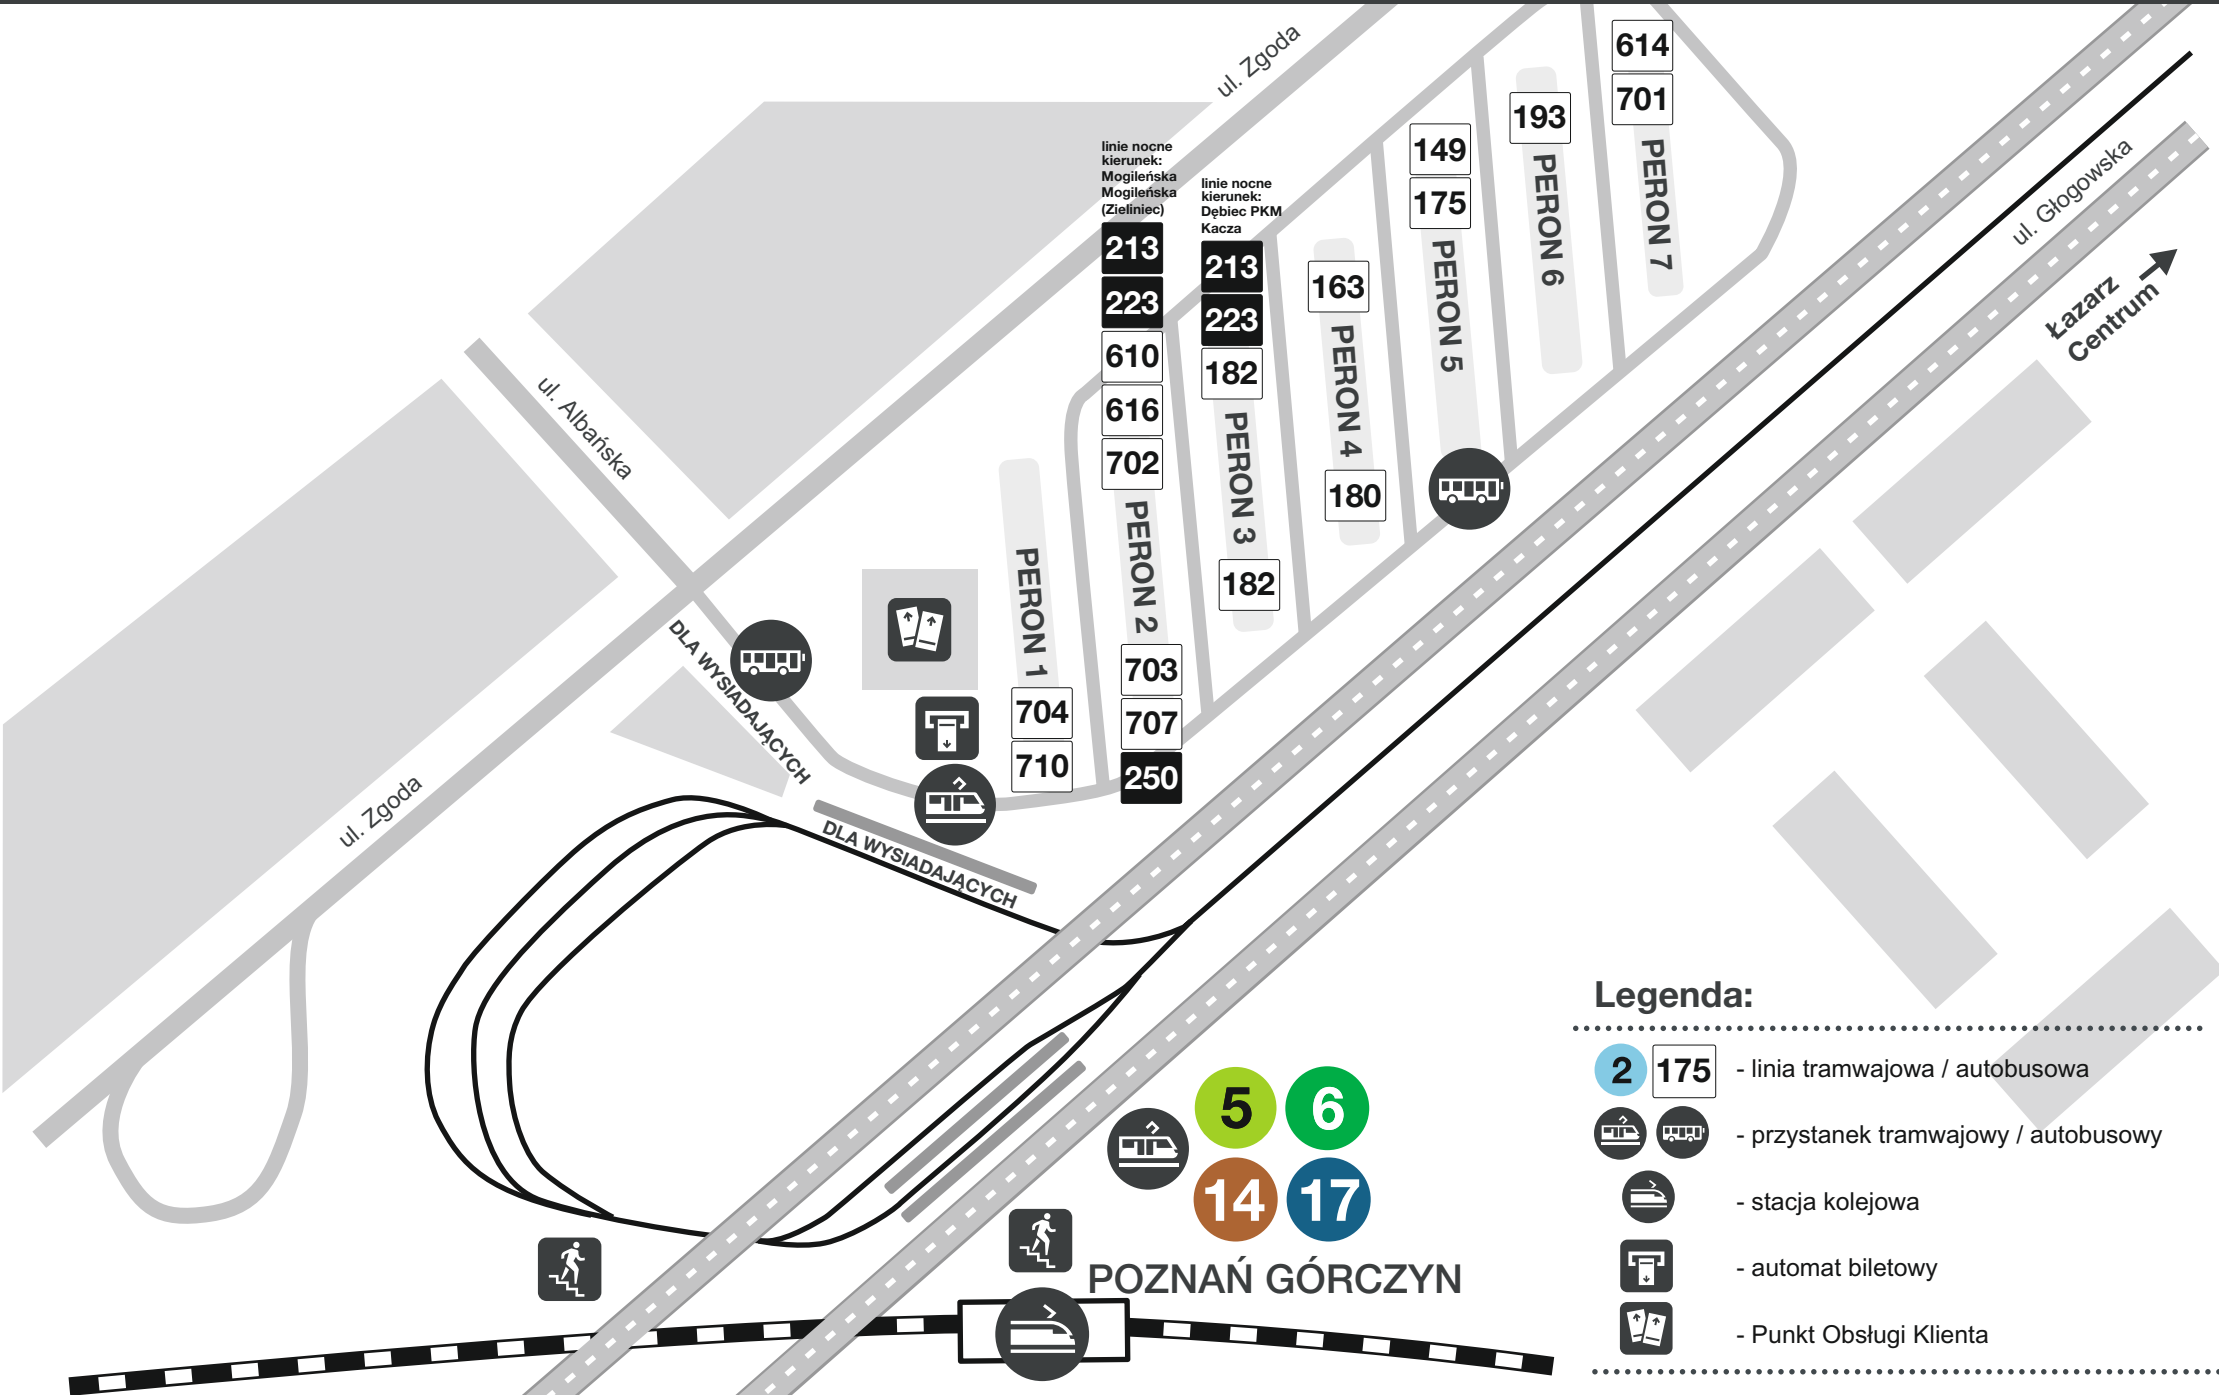 ul. Zgoda
614
701
PERON 7
193
PERON 6
149
175
PERON 5
163
PERON 4
180
linie nocne
kierunek:
Dębiec PKM
Kacza
213
223
182
PERON 3
182
linie nocne
kierunek:
Mogileńska
Mogileńska
(Zieliniec)
213
223
610
616
702
PERON 2
703
707
250
PERON 1
704
710
ul. Głogowska
Łazarz
Centrum
ul. Albańska
DLA WYSIADAJĄCYCH
DLA WYSIADAJĄCYCH
ul. Zgoda
5
6
14
17
POZNAŃ GÓRCZYN
Legenda:
2 175 - linia tramwajowa / autobusowa
- przystanek tramwajowy / autobusowy
- stacja kolejowa
- automat biletowy
- Punkt Obsługi Klienta